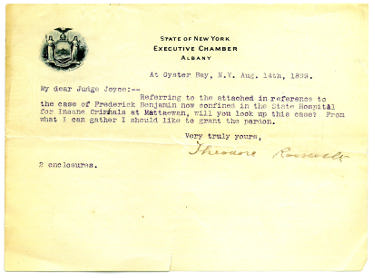 STATE OF NEW YORK
EXECUTIVE CHAMBER
ALBANY
At Oyster Bay, N.Y. Aug. 14th, 1899.
My dear Judge Joyce:--
Referring to the attached in reference to
the case of Frederick Benjamin now confined in the State Hospital
for Insane Criminals at Mattaewan, will you look up this case? From
what I can gather I should like to grant the pardon.
Very truly yours,
Theodore Roosevelt
2 enclosures.